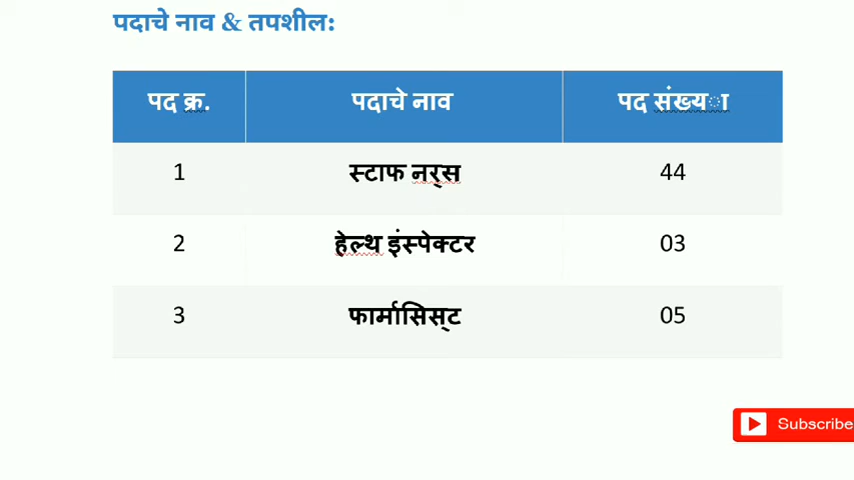 पदाचे नाव & तपशील:
पद क्र. पदाचे नाव पद संख्य◌ा
1 स्टाफ नर्‌स 44
2 हेल्थ इंस्पेक्टर 03
3 फार्मासिस्‌ट 05
Subscribe